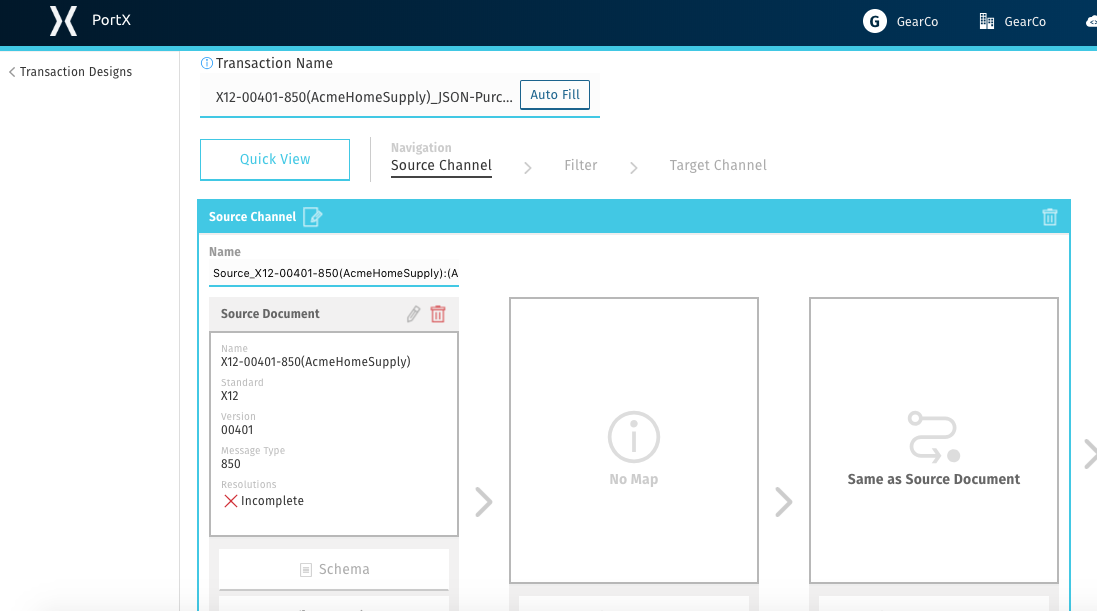 PortX
G GearCo
GearCo
Transaction Designs
Transaction Name
X12-00401-850(AcmeHomeSupply)_JSON-Purc...
Auto Fill
Quick View
Navigation
Source Channel
Filter
Target Channel
Source Channel
Name
Source_X12-00401-850(AcmeHomeSupply):(A
Source Document
Name
X12-00401-850(AcmeHomeSupply)
Standard
X12
Version
00401
Message Type
850
Resolutions
Incomplete
Schema
No Map
Same as Source Document